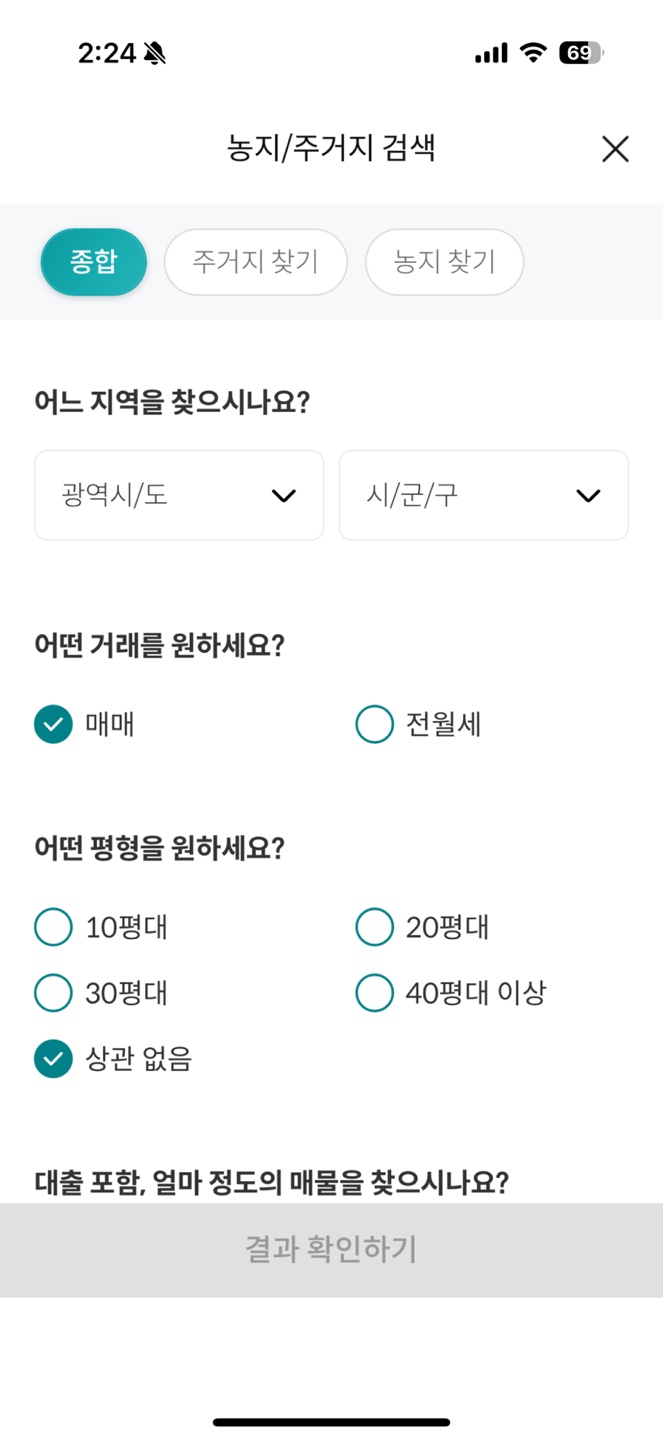 2:24
69
농지/주거지 검색
종합 주거지 찾기 농지 찾기
어느 지역을 찾으시나요?
광역시/도 시/군/구
어떤 거래를 원하세요?
매매 전월세
어떤 평형을 원하세요?
10평대 20평대
30평대 40평대 이상
상관 없음
대출 포함, 얼마 정도의 매물을 찾으시나요?
결과 확인하기